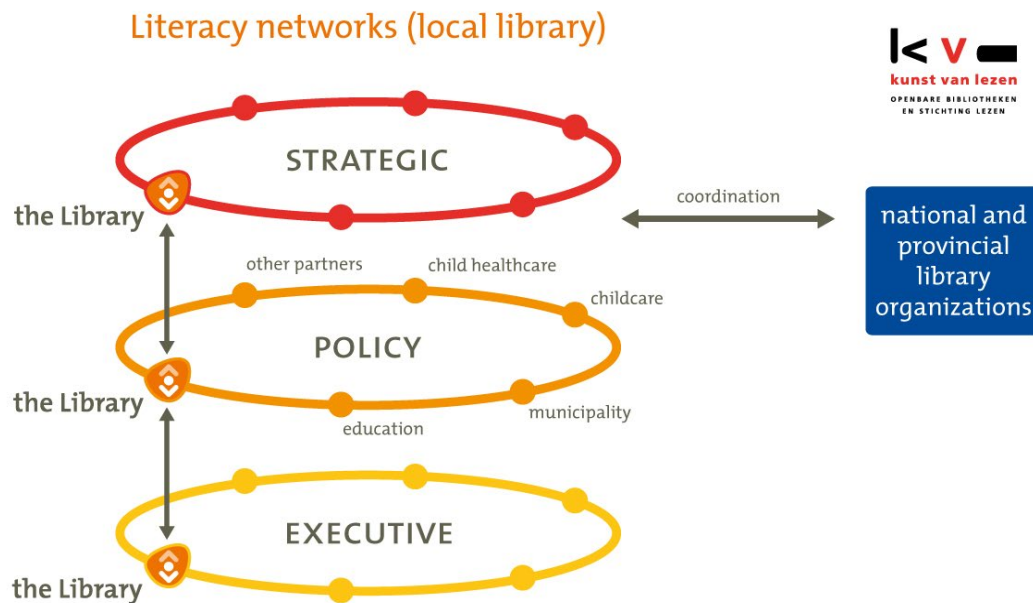 Literacy networks (local library)
kv
kunst van lezen
OPENBARE BIBLIOTHEKEN
EN STICHTING LEZEN
STRATEGIC
the Library
coordination
national and
provincial
library
organizations
other partners
child healthcare
childcare
POLICY
the Library
education
municipality
EXECUTIVE
the Library